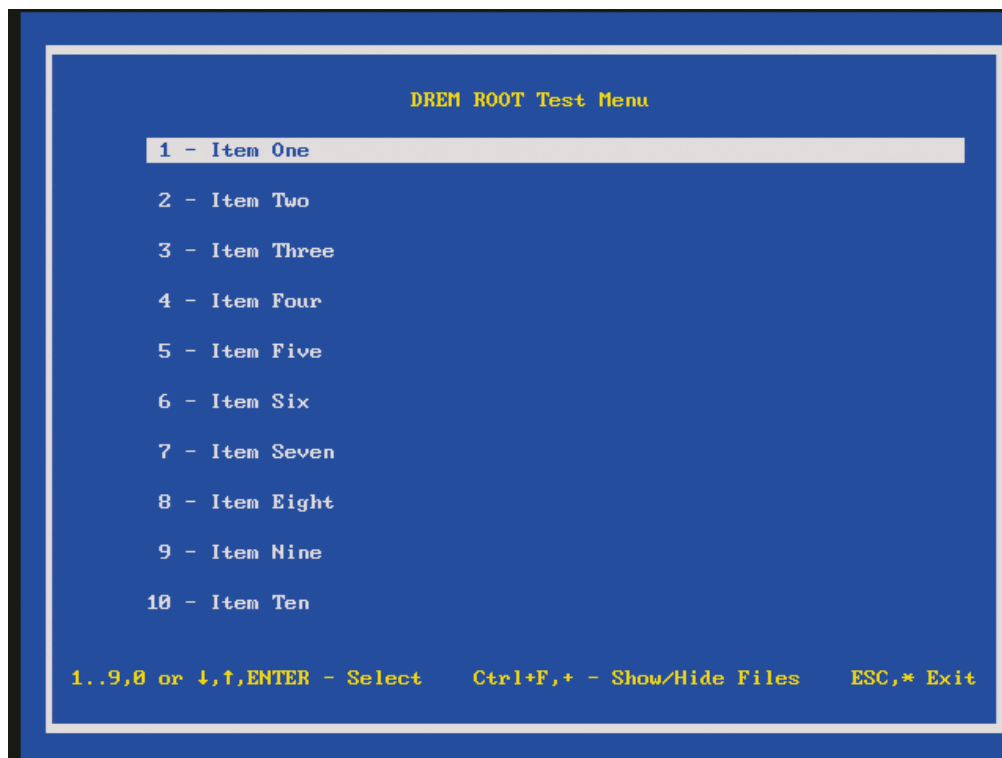 DREM ROOT Test Menu
1 - Item One
2 - Item Two
3 - Item Three
4 - Item Four
5 - Item Five
6 - Item Six
7 - Item Seven
8 - Item Eight
9 - Item Nine
10 - Item Ten
1..9,0 or ↓,↑,ENTER - Select Ctrl+F,+ - Show/Hide Files ESC,* Exit